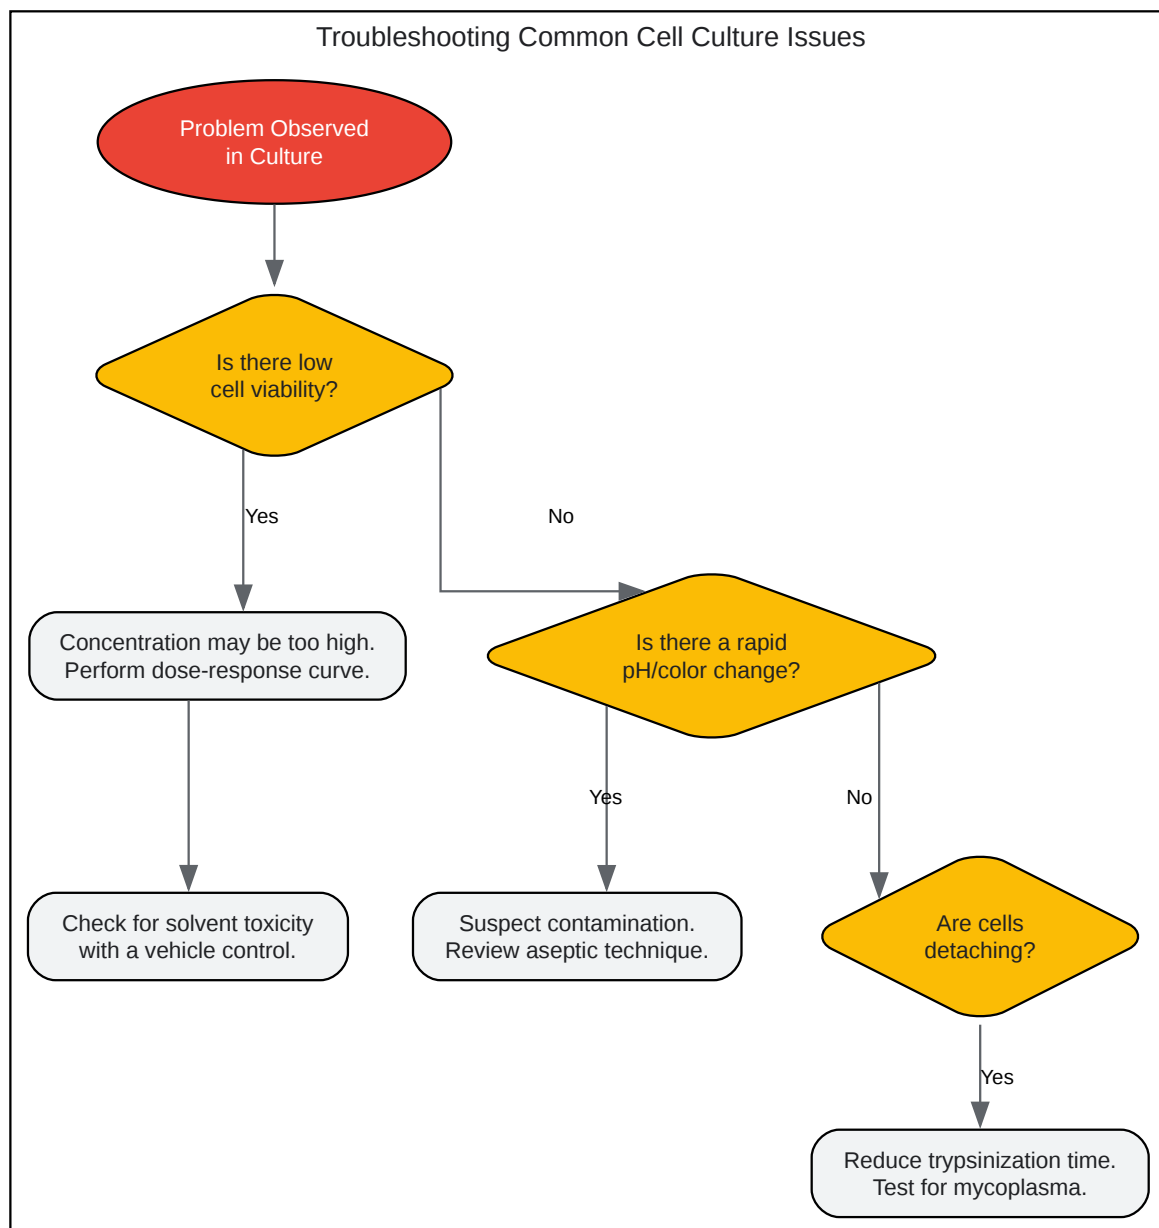 Troubleshooting Common Cell Culture Issues
Problem Observed
in Culture
Is there low
cell viability?
Yes
No
Concentration may be too high.
Perform dose-response curve.
Is there a rapid
pH/color change?
Yes
No
Check for solvent toxicity
with a vehicle control.
Suspect contamination.
Review aseptic technique.
Are cells
detaching?
Yes
Reduce trypsinization time.
Test for mycoplasma.